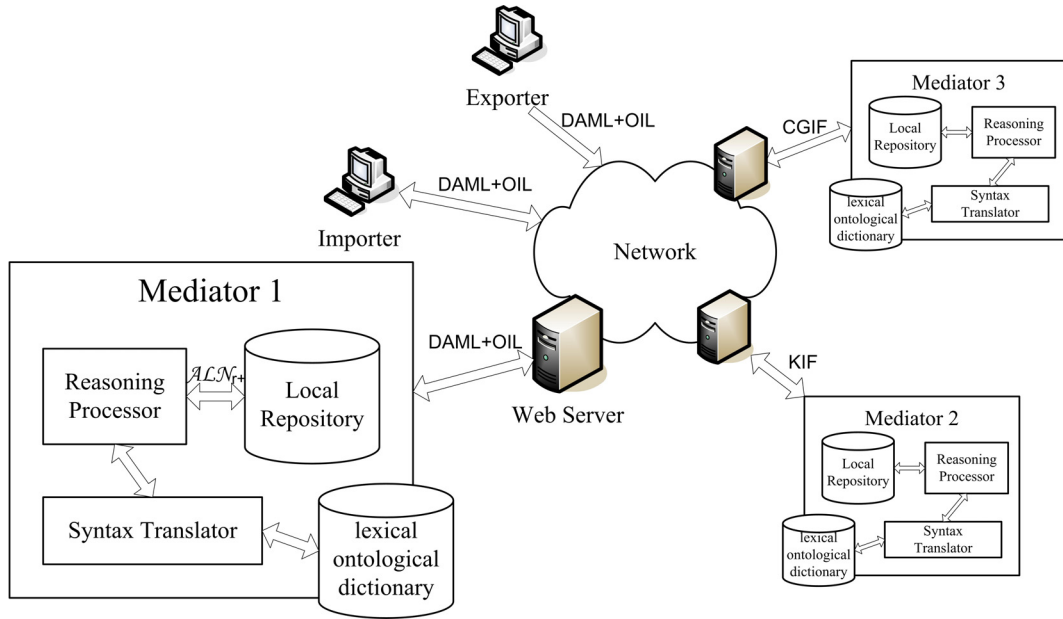 Exporter
DAML+OIL
Importer
DAML+OIL
Network
CGIF
Mediator 3
Local
Repository
Reasoning
Processor
lexical
ontological
dictionary
Syntax
Translator
Mediator 1
Reasoning
Processor
ALN r+
Local
Repository
Syntax Translator
lexical
ontological
dictionary
DAML+OIL
Web Server
KIF
Mediator 2
Local
Repository
Reasoning
Processor
lexical
ontological
dictionary
Syntax
Translator